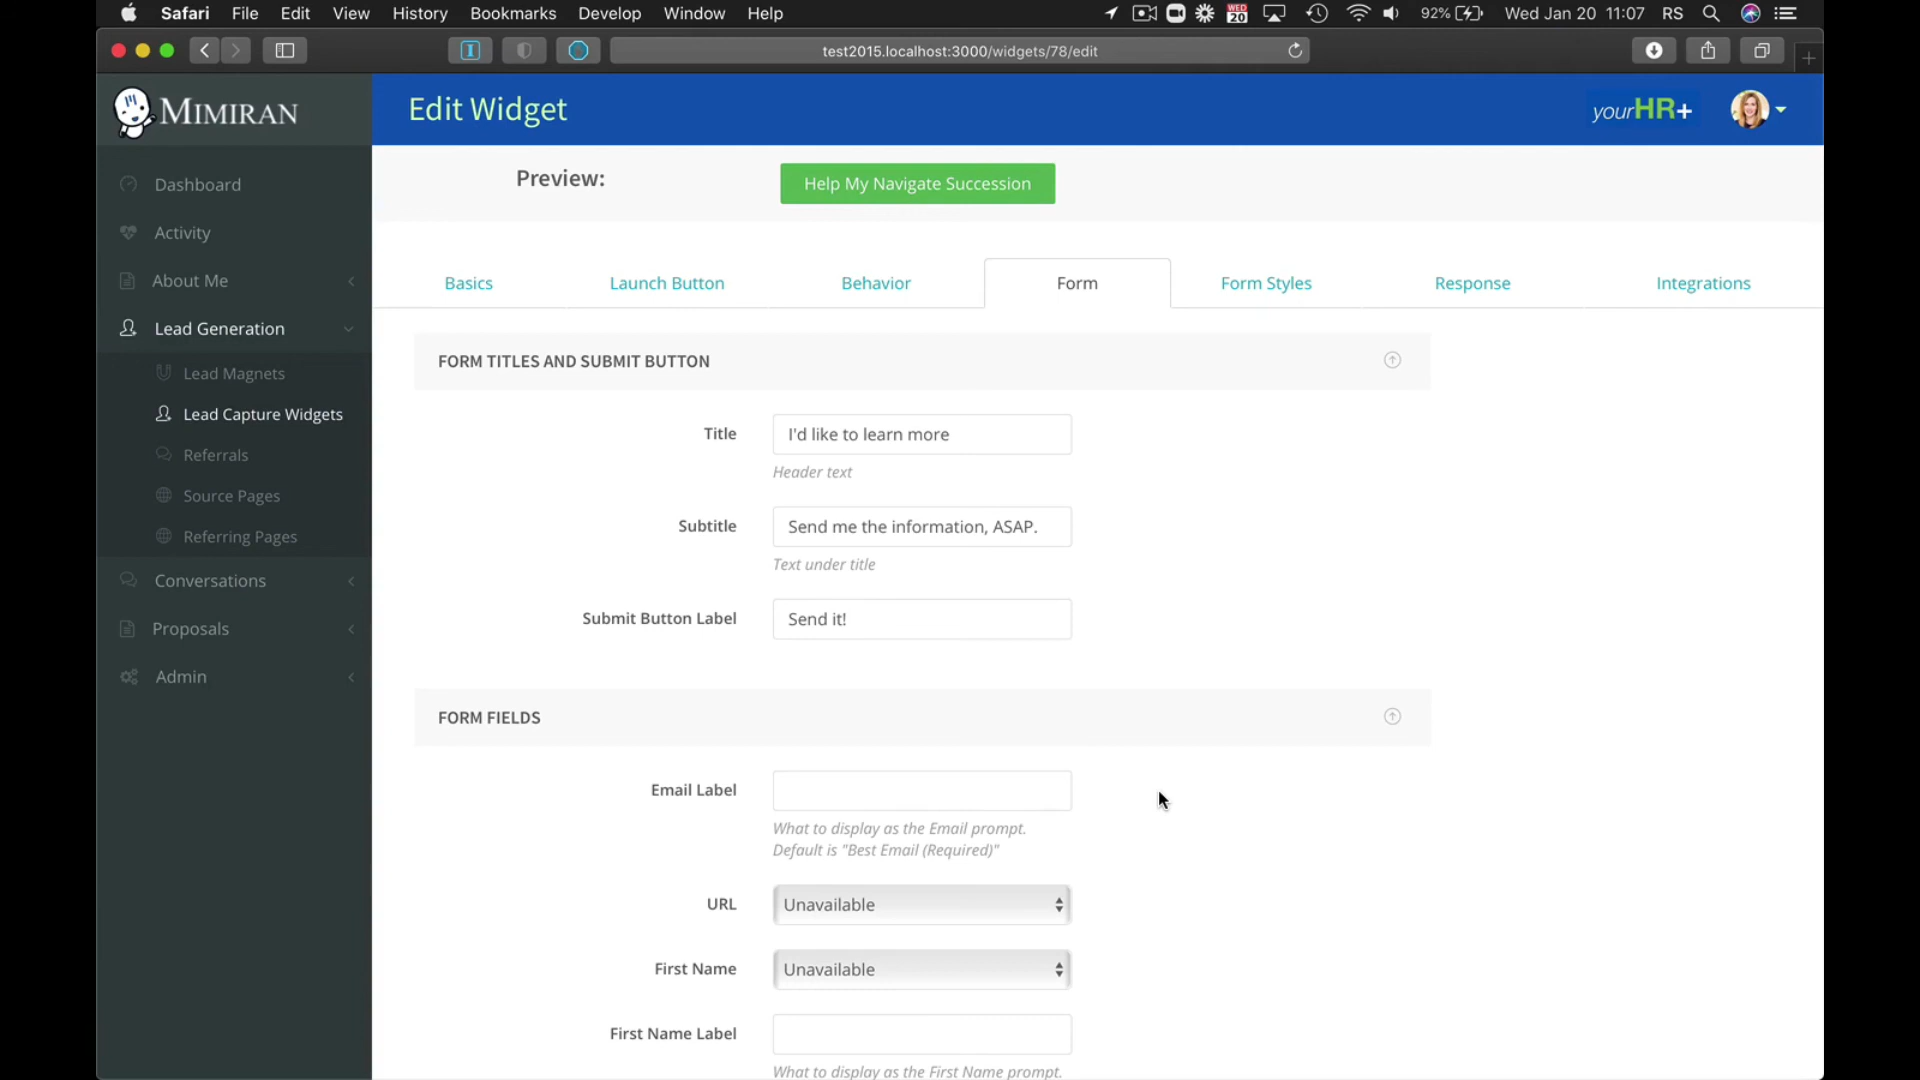 Safari File Edit View History Bookmarks Develop Window Help WED 20 92% Wed Jan 20 11:07 RS
test2015.localhost:3000/widgets/78/edit
MIMIRAN
Edit Widget
yourHR+
Dashboard
Activity
About Me
Lead Generation
Lead Magnets
Lead Capture Widgets
Referrals
Source Pages
Referring Pages
Conversations
Proposals
Admin
Preview:
Help My Navigate Succession
Basics Launch Button Behavior Form Form Styles Response Integrations
FORM TITLES AND SUBMIT BUTTON
Title I'd like to learn more
Header text
Subtitle Send me the information, ASAP.
Text under title
Submit Button Label Send it!
FORM FIELDS
Email Label
What to display as the Email prompt.
Default is "Best Email (Required)"
URL Unavailable
First Name Unavailable
First Name Label
What to display as the First Name prompt.